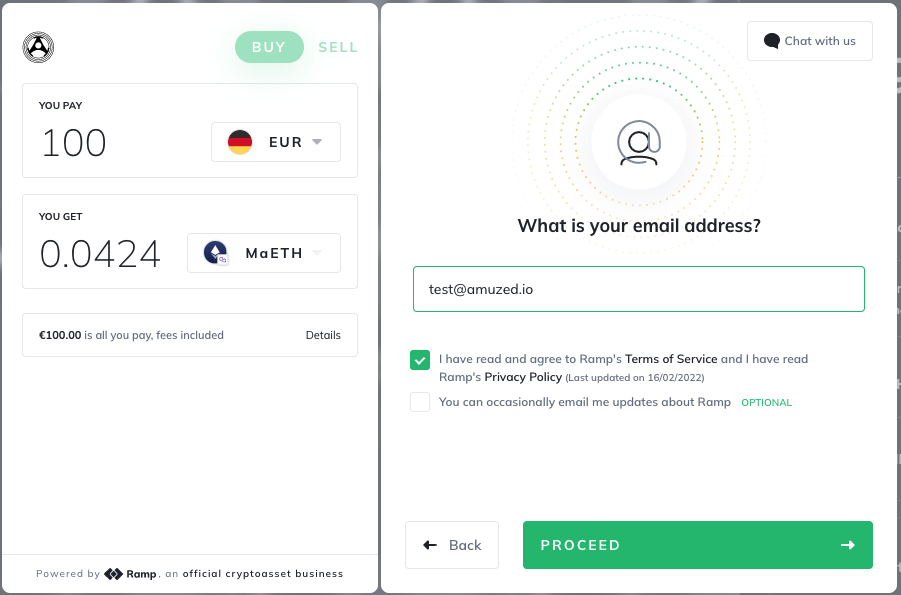 BUY SELL
YOU PAY
100 EUR
YOU GET
0.0424 MaETH
€100.00 is all you pay, fees included Details
Powered by Ramp, an official cryptoasset business
Chat with us
What is your email address?
test@amuzed.io
I have read and agree to Ramp's Terms of Service and I have read
Ramp's Privacy Policy (Last updated on 16/02/2022)
You can occasionally email me updates about Ramp OPTIONAL
Back PROCEED